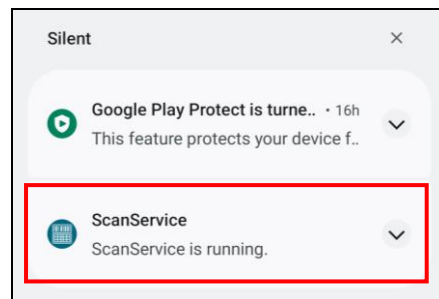 Silent
Google Play Protect is turne.. • 16h
This feature protects your device f..
ScanService
ScanService is running.